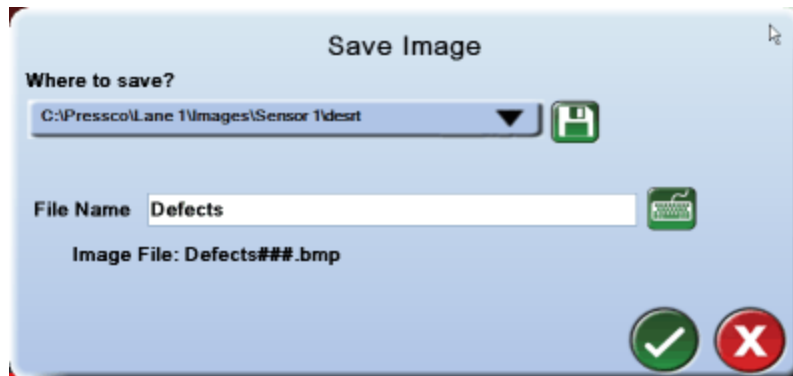 Save Image
Where to save?
C:\Pressco\Lane 1\Images\Sensor 1\desrt
File Name Defects
Image File: Defects###.bmp